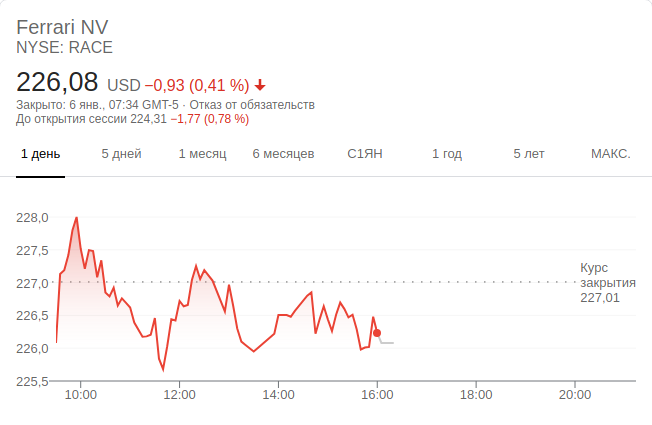 Ferrari NV
NYSE: RACE
226,08 USD −0,93 (0,41 %)
Закрыто: 6 янв., 07:34 GMT-5 · Отказ от обязательств
До открытия сессии 224,31 −1,77 (0,78 %)
1 день 5 дней 1 месяц 6 месяцев С1ЯН 1 год 5 лет МАКС.
228,0
227,5
Курс
закрытия
227,01
227,0
226,5
226,0
225,5
10:00 12:00 14:00 16:00 18:00 20:00